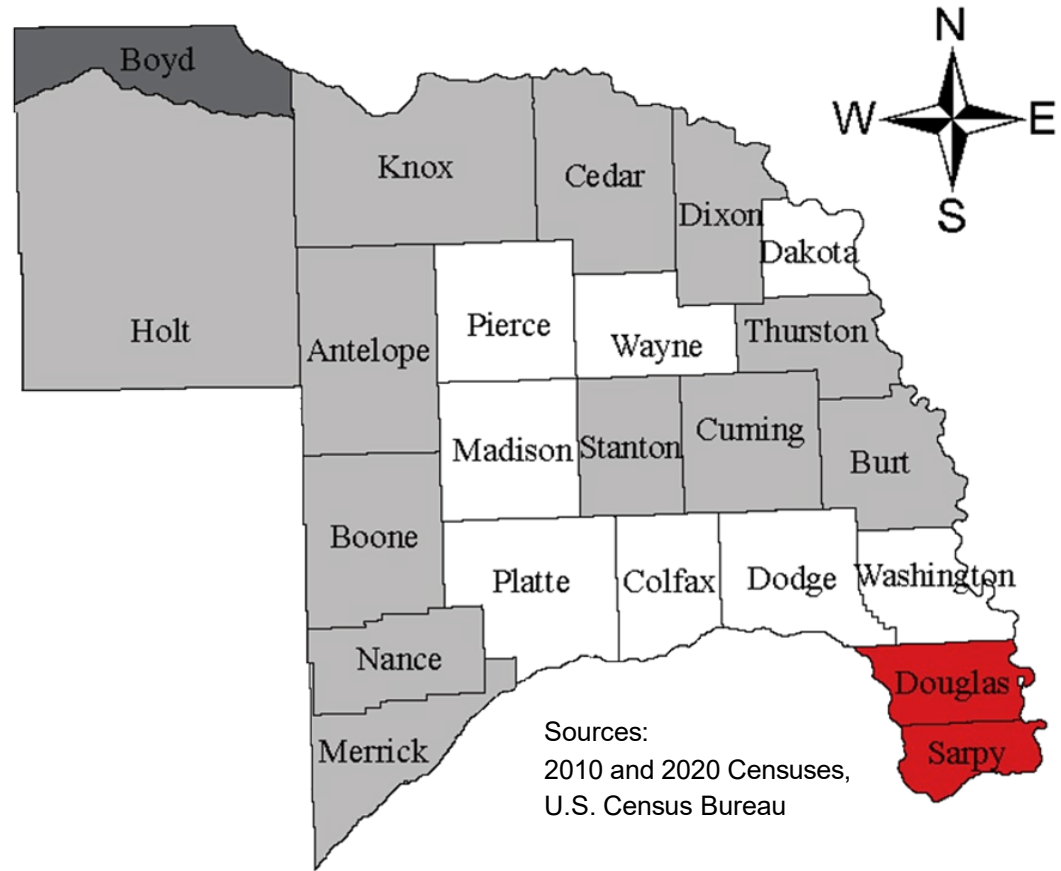 N
W
E
S
Boyd
Knox
Cedar
Dixon
Dakota
Holt
Antelope
Pierce
Wayne
Thurston
Madison
Stanton
Cuming
Burt
Boone
Platte
Colfax
Dodge
Washington
Nance
Douglas
Merrick
Sarpy
Sources:
2010 and 2020 Censuses,
U.S. Census Bureau